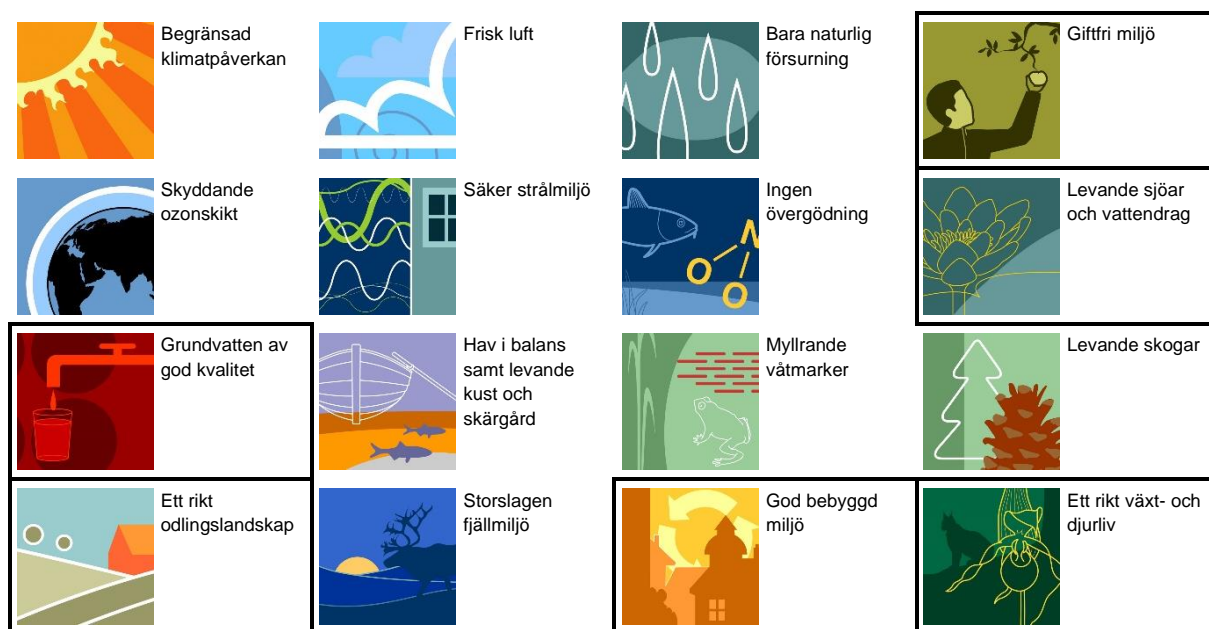 Begränsad
klimatpåverkan
Frisk luft
Bara naturlig
försurning
Giftfri miljö
Skyddande
ozonskikt
Säker strålmiljö
Ingen
övergödning
N
O
O
Levande sjöar
och vattendrag
Grundvatten av
god kvalitet
Hav i balans
samt levande
kust och
skärgård
Myllrande
våtmarker
Levande skogar
Ett rikt
odlingslandskap
Storslagen
fjällmiljö
God bebyggd
miljö
Ett rikt växt- och
djurliv